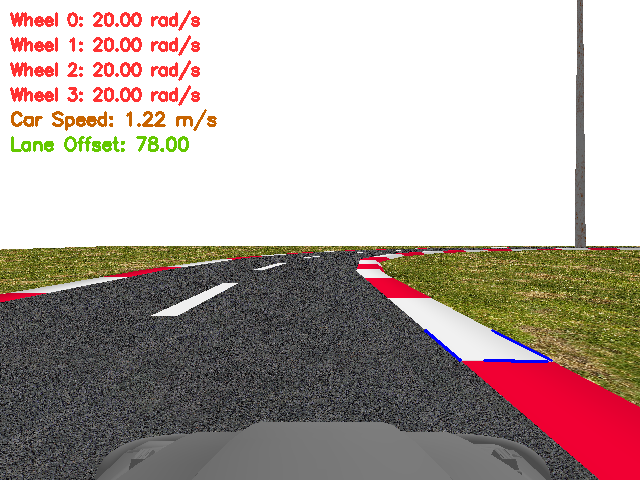 Wheel 0: 20.00 rad/s
Wheel 1: 20.00 rad/s
Wheel 2: 20.00 rad/s
Wheel 3: 20.00 rad/s
Car Speed: 1.22 m/s
Lane Offset: 78.00